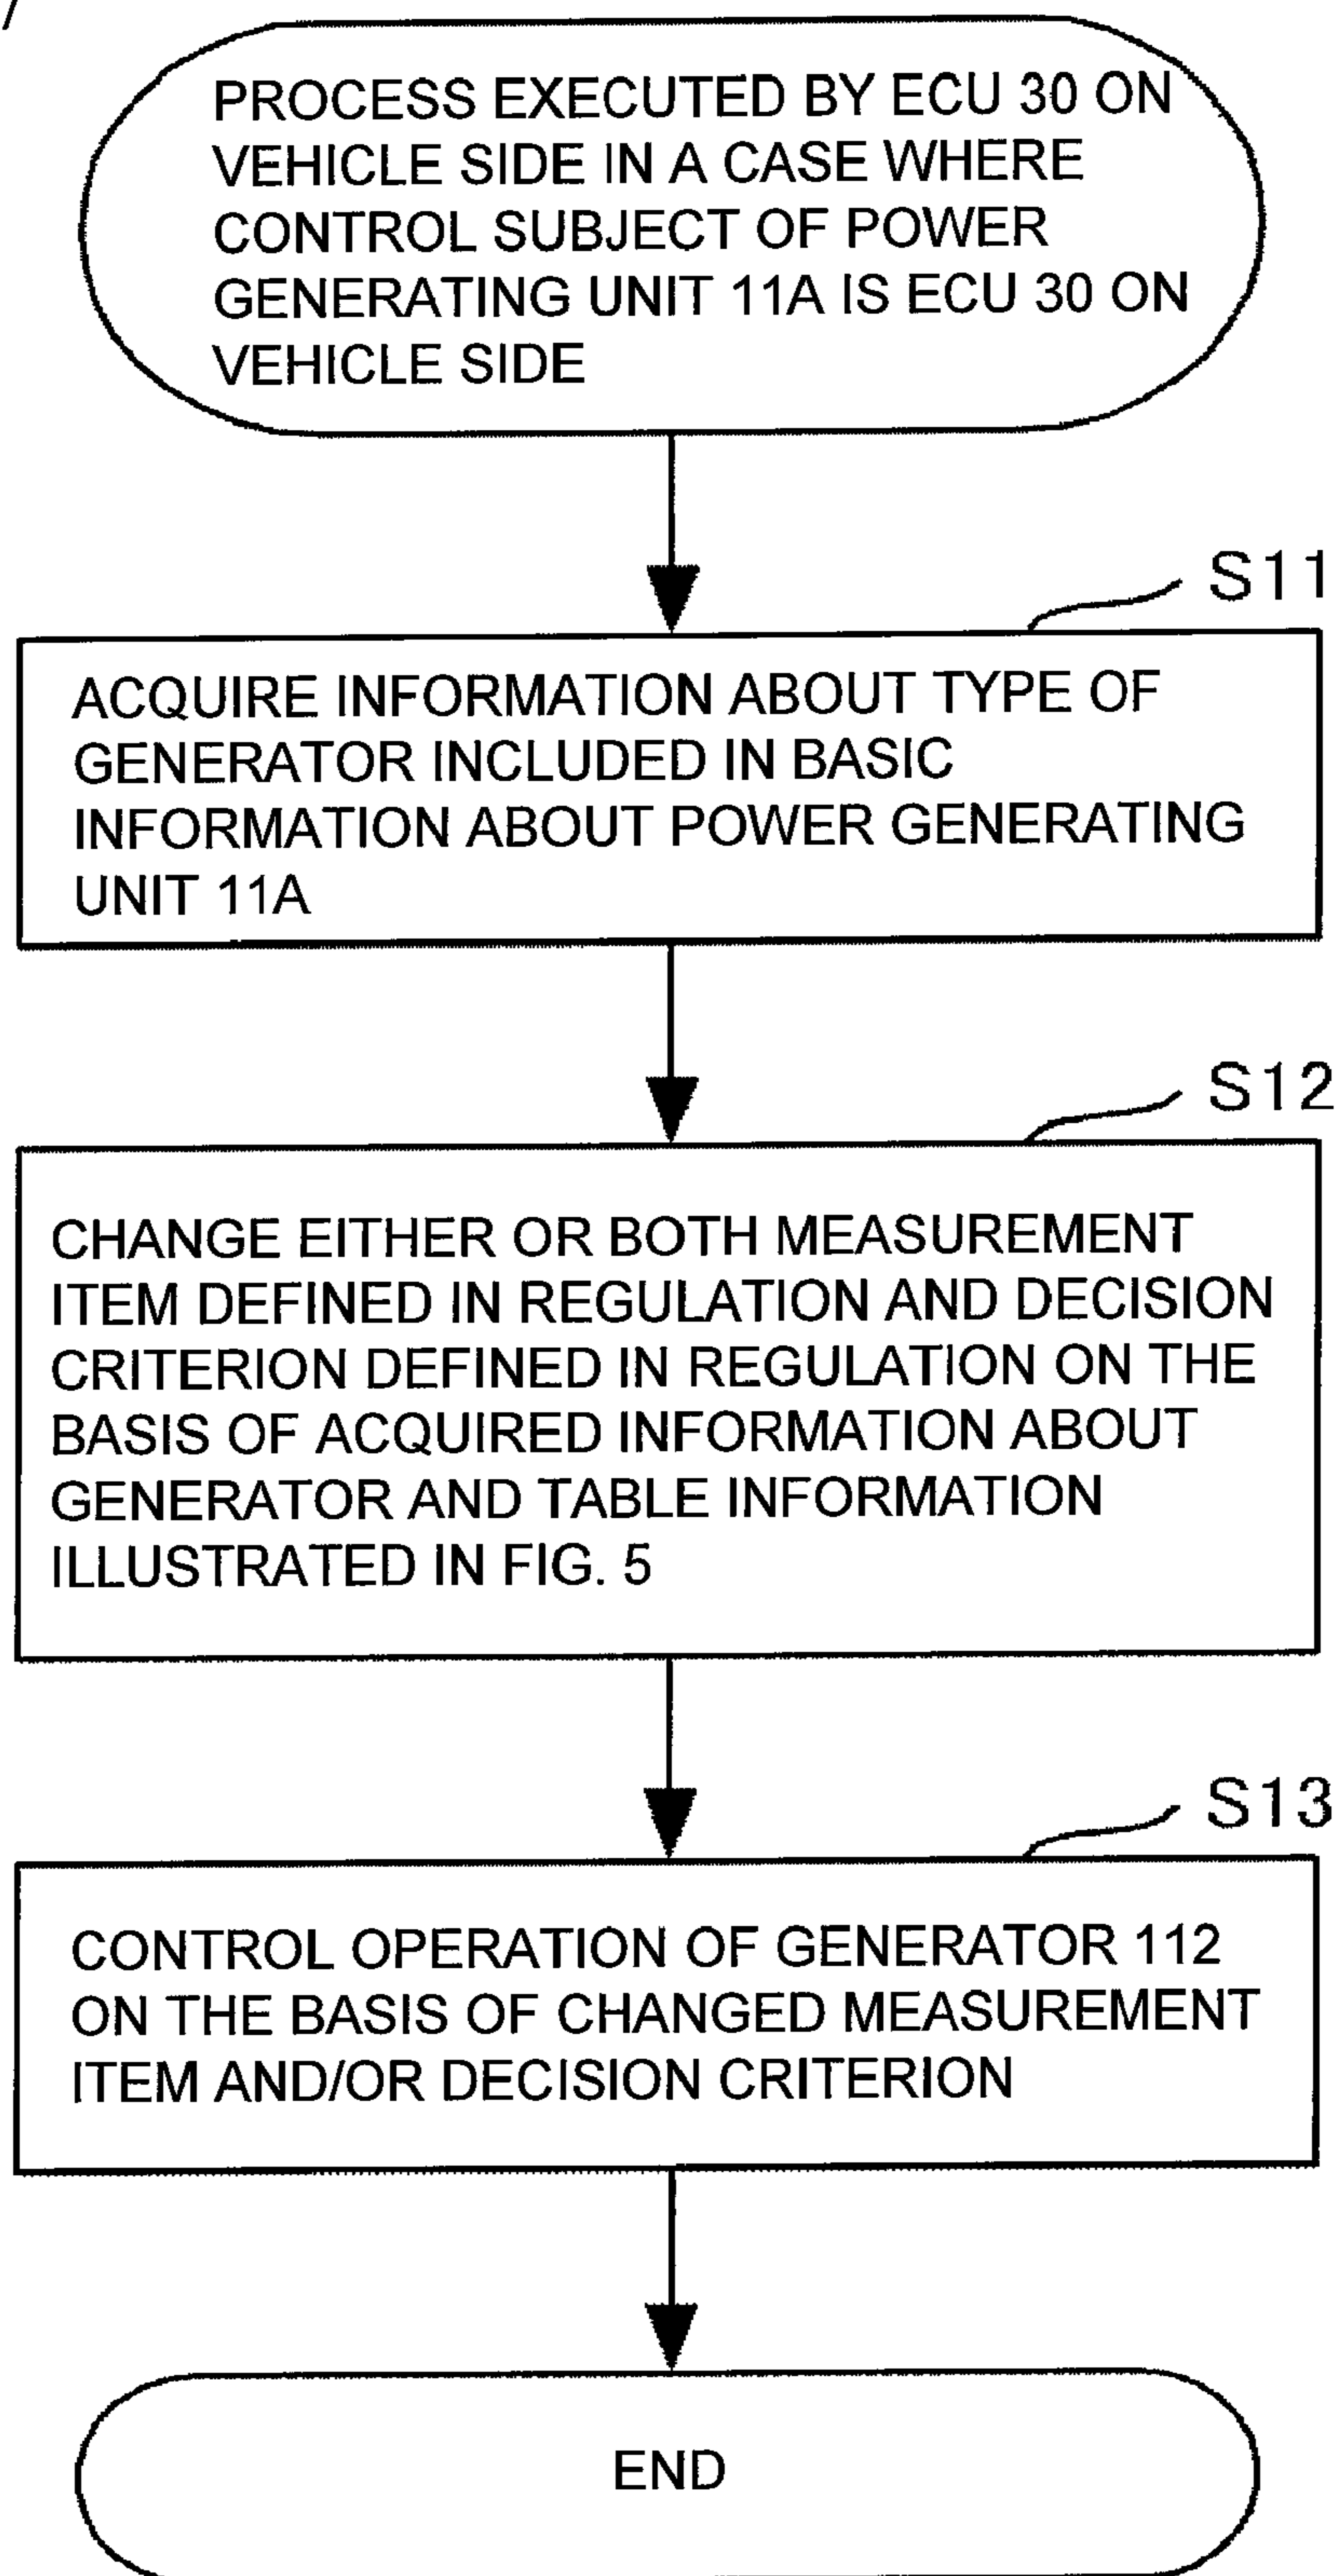 PROCESS EXECUTED BY ECU 30 ON
VEHICLE SIDE IN A CASE WHERE
CONTROL SUBJECT OF POWER
GENERATING UNIT 11A IS ECU 30 ON
VEHICLE SIDE
S11
ACQUIRE INFORMATION ABOUT TYPE OF
GENERATOR INCLUDED IN BASIC
INFORMATION ABOUT POWER GENERATING
UNIT 11A
S12
CHANGE EITHER OR BOTH MEASUREMENT
ITEM DEFINED IN REGULATION AND DECISION
CRITERION DEFINED IN REGULATION ON THE
BASIS OF ACQUIRED INFORMATION ABOUT
GENERATOR AND TABLE INFORMATION
ILLUSTRATED IN FIG. 5
S13
CONTROL OPERATION OF GENERATOR 112
ON THE BASIS OF CHANGED MEASUREMENT
ITEM AND/OR DECISION CRITERION
END